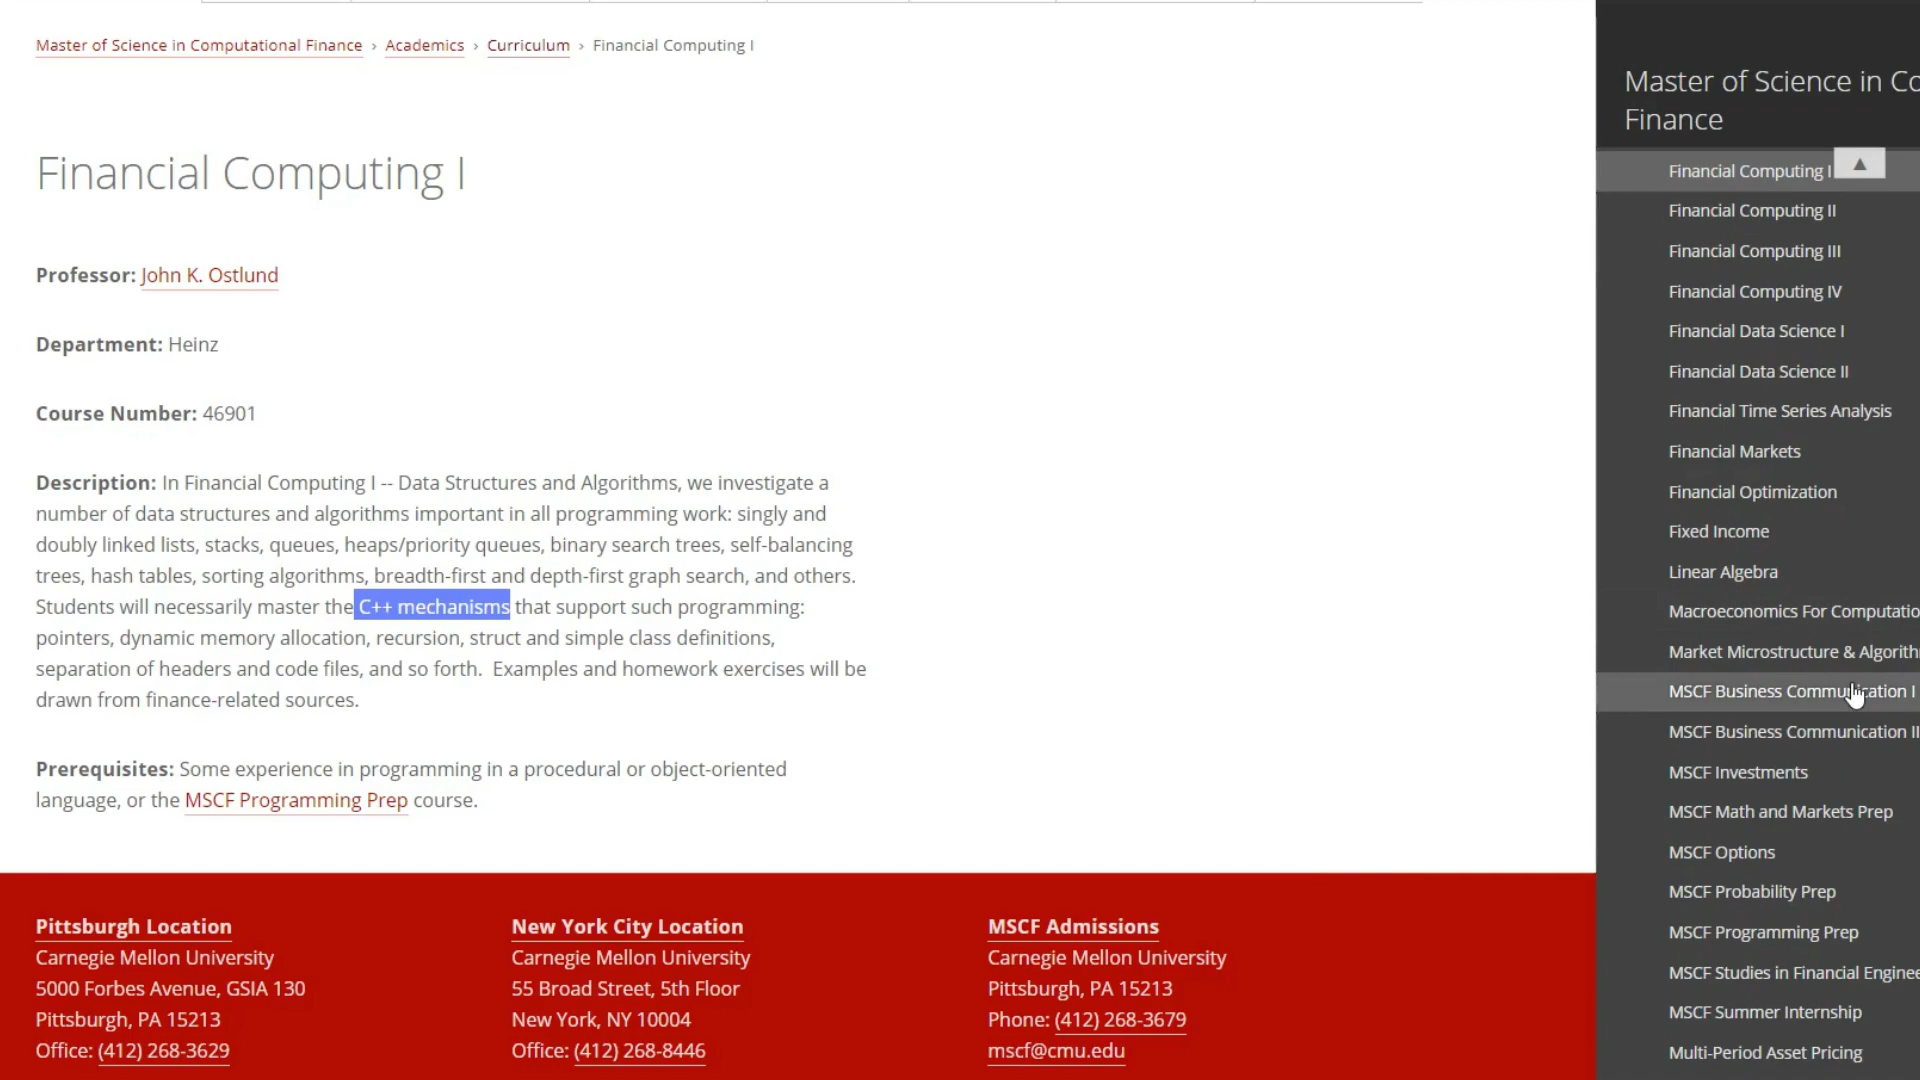 Master of Science in Computational Finance › Academics › Curriculum › Financial Computing I
Financial Computing I
Professor: John K. Ostlund
Department: Heinz
Course Number: 46901
Description: In Financial Computing I -- Data Structures and Algorithms, we investigate a
number of data structures and algorithms important in all programming work: singly and
doubly linked lists, stacks, queues, heaps/priority queues, binary search trees, self-balancing
trees, hash tables, sorting algorithms, breadth-first and depth-first graph search, and others.
Students will necessarily master the C++ mechanisms that support such programming:
pointers, dynamic memory allocation, recursion, struct and simple class definitions,
separation of headers and code files, and so forth. Examples and homework exercises will be
drawn from finance-related sources.
Prerequisites: Some experience in programming in a procedural or object-oriented
language, or the MSCF Programming Prep course.
Pittsburgh Location
Carnegie Mellon University
5000 Forbes Avenue, GSIA 130
Pittsburgh, PA 15213
Office: (412) 268-3629
New York City Location
Carnegie Mellon University
55 Broad Street, 5th Floor
New York, NY 10004
Office: (412) 268-8446
MSCF Admissions
Carnegie Mellon University
Pittsburgh, PA 15213
Phone: (412) 268-3679
mscf@cmu.edu
Master of Science in Co
Finance
Financial Computing I
Financial Computing II
Financial Computing III
Financial Computing IV
Financial Data Science I
Financial Data Science II
Financial Time Series Analysis
Financial Markets
Financial Optimization
Fixed Income
Linear Algebra
Macroeconomics For Computatio
Market Microstructure & Algorith
MSCF Business Communication I
MSCF Business Communication II
MSCF Investments
MSCF Math and Markets Prep
MSCF Options
MSCF Probability Prep
MSCF Programming Prep
MSCF Studies in Financial Enginee
MSCF Summer Internship
Multi-Period Asset Pricing